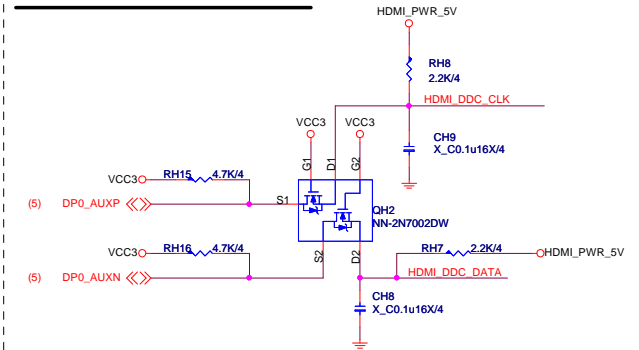 HDMI_PWR_5V
RH8
2.2K/4
HDMI_DDC_CLK
VCC3 VCC3
CH9
X_C0.1u16X/4
G1 D1 G2
VCC3 RH15 4.7K/4
(5) DP0_AUXP S1
QH2
NN-2N7002DW
VCC3 RH16 4.7K/4 S2 D2 RH7 2.2K/4 HDMI_PWR_5V
(5) DP0_AUXN HDMI_DDC_DATA
CH8
X_C0.1u16X/4